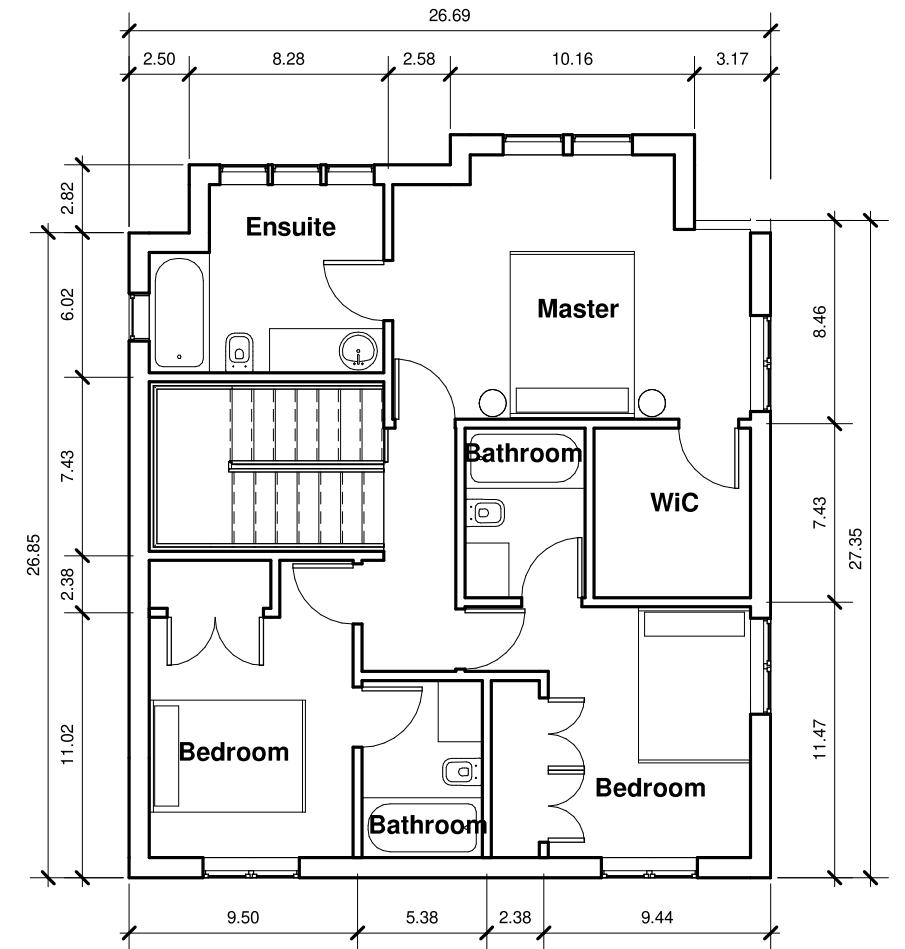 26.69
2.50 8.28 2.58 10.16 3.17
2.82
Ensuite
6.02
Master
8.46
7.43
Bathroom
WiC
7.43
26.85
27.35
2.38
11.02
11.47
Bedroom
Bedroom
Bathroom
9.50 5.38 2.38 9.44